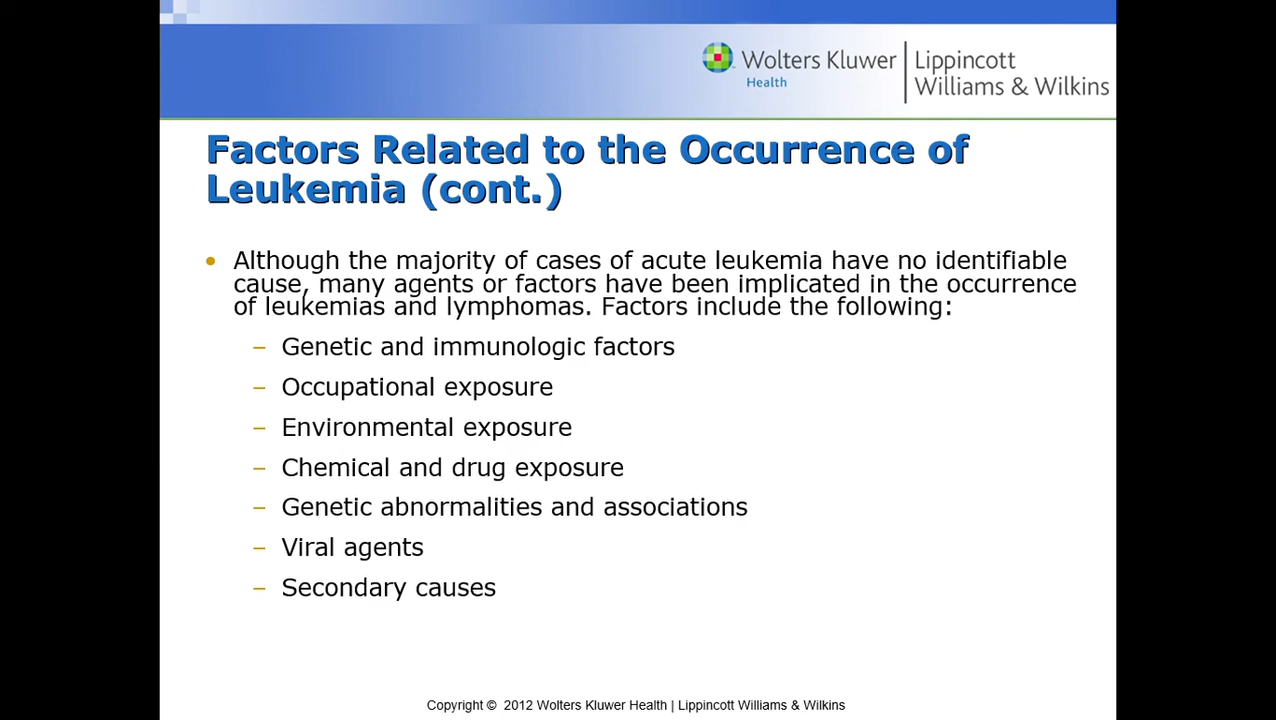 Wolters Kluwer
Health
Lippincott
Williams & Wilkins
Factors Related to the Occurrence of
Leukemia (cont.)
• Although the majority of cases of acute leukemia have no identifiable
cause, many agents or factors have been implicated in the occurrence
of leukemias and lymphomas. Factors include the following:
– Genetic and immunologic factors
– Occupational exposure
– Environmental exposure
– Chemical and drug exposure
– Genetic abnormalities and associations
– Viral agents
– Secondary causes
Copyright © 2012 Wolters Kluwer Health | Lippincott Williams & Wilkins